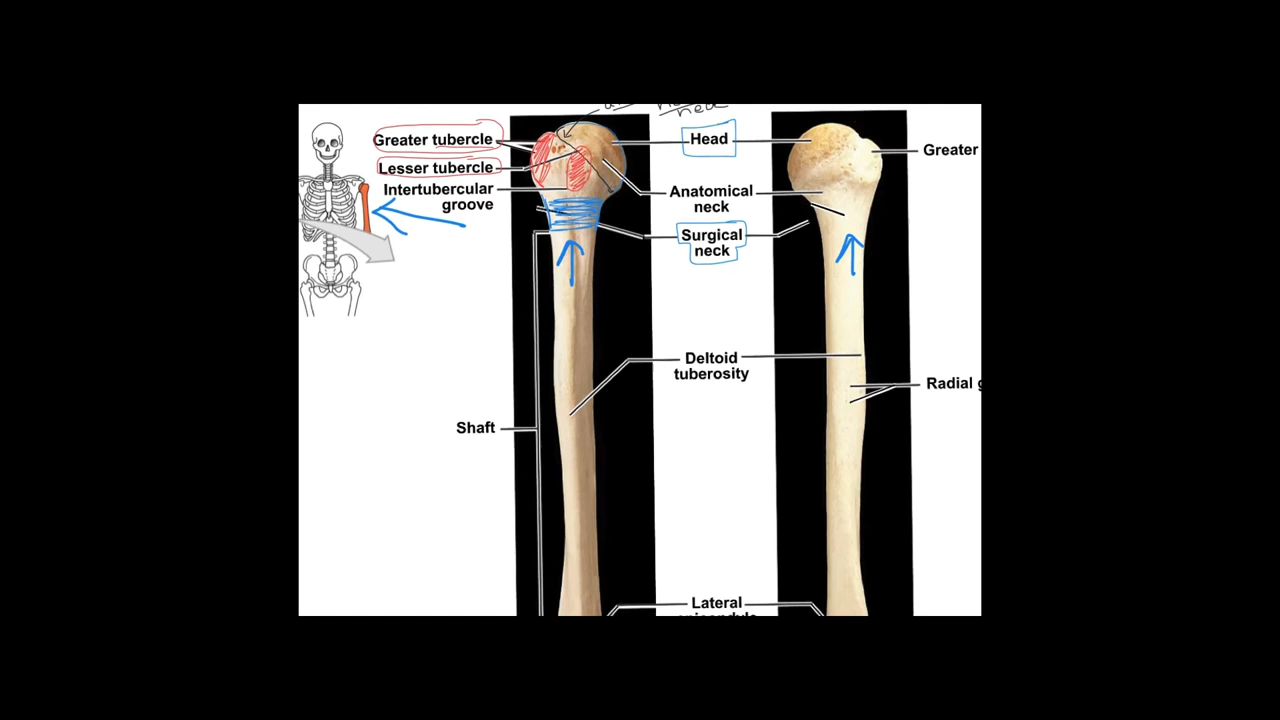 Greater tubercle
Lesser tubercle
Intertubercular
groove
Head
Greater
Anatomical
neck
Surgical
neck
Deltoid
tuberosity
Radial
Shaft
Lateral